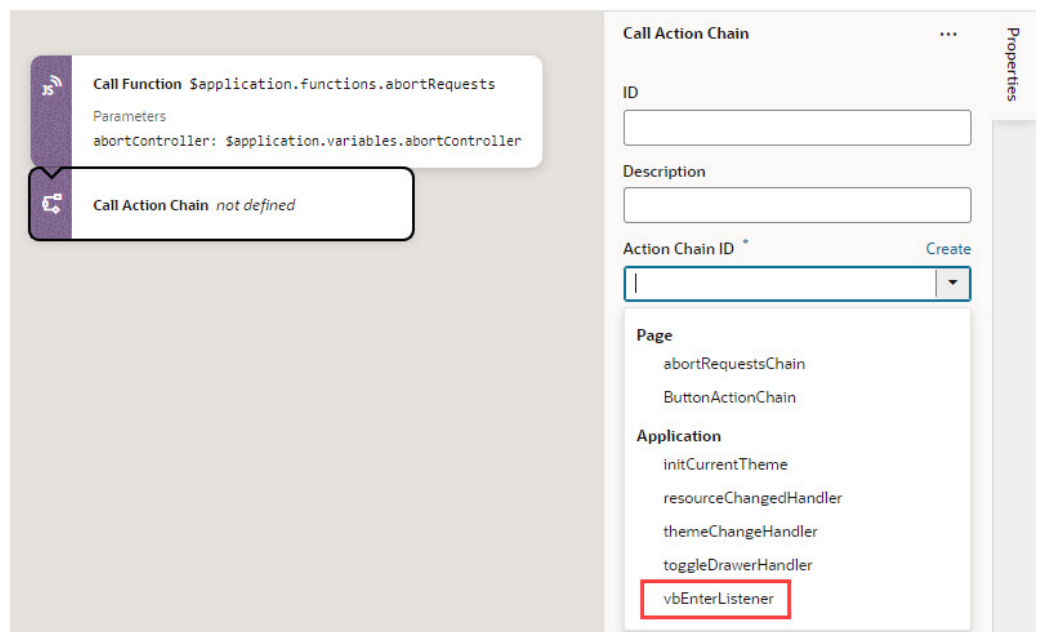 JS
Call Function $application.functions.abortRequests
Parameters
abortController: $application.variables.abortController
Call Action Chain not defined
Call Action Chain
...
Properties
ID
Description
Action Chain ID *
Create
Page
abortRequestsChain
ButtonActionChain
Application
initCurrentTheme
resourceChangedHandler
themeChangeHandler
toggleDrawerHandler
vbEnterListener